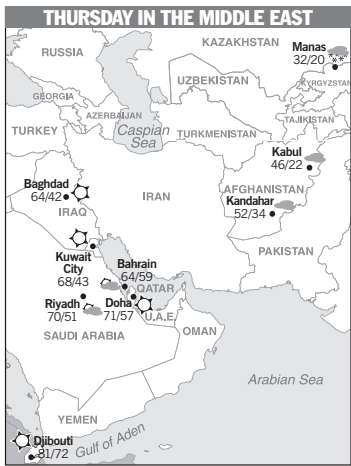 THURSDAY IN THE MIDDLE EAST
KAZAKHSTAN
RUSSIA
Manas
32/20
UZBEKISTAN
KYRGYZSTAN
GEORGIA
AZERBAIJAN
TAJIKISTAN
TURKEY
Caspian
Sea
TURKMENISTAN
Kabul
46/22
Baghdad
64/42
IRAQ
IRAN
AFGHANISTAN
Kandahar
52/34
PAKISTAN
Kuwait
City
68/43
Bahrain
64/59
QATAR
Riyadh
70/51
Doha
71/57
U.A.E.
SAUDI ARABIA
OMAN
Arabian Sea
YEMEN
Djibouti
81/72
Gulf of Aden